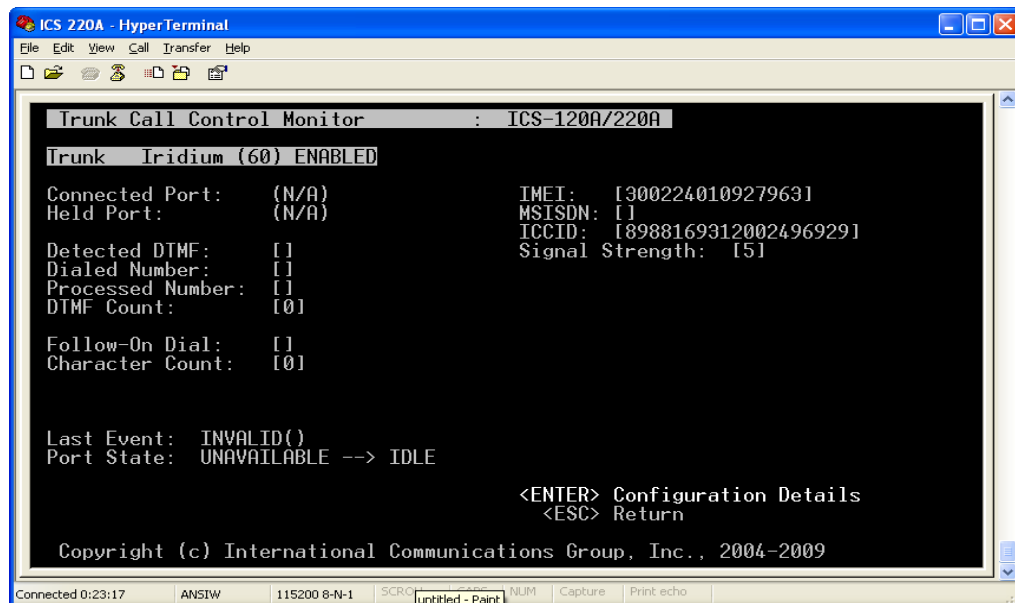 ICS 220A - HyperTerminal
File Edit View Call Transfer Help
Trunk Call Control Monitor : ICS-120A/220A
Trunk Iridium (60) ENABLED
Connected Port: (N/A) IMEI: [300224010927963]
Held Port: (N/A) MSISDN: []
ICCID: [8988169312002496929]
Detected DTMF: [] Signal Strength: [5]
Dialed Number: []
Processed Number: []
DTMF Count: [0]
Follow-On Dial: []
Character Count: [0]
Last Event: INVALID()
Port State: UNAVAILABLE --> IDLE
<ENTER> Configuration Details
<ESC> Return
Copyright (c) International Communications Group, Inc., 2004-2009
Connected 0:23:17 ANSIW 115200 8-N-1 NUM Capture Print echo
untitled - Paint